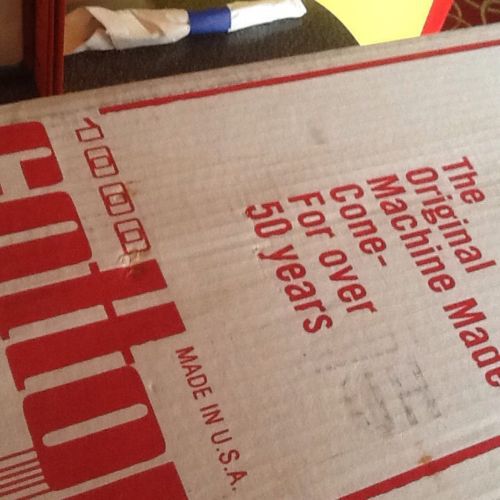 The
Original
Machine Made
Cone-
For over
50 years
MADE IN U.S.A.